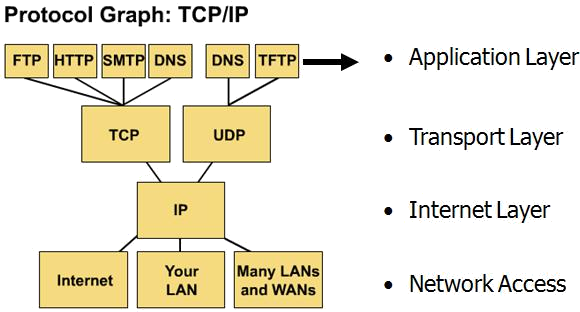 Protocol Graph: TCP/IP
FTP HTTP SMTP DNS DNS TFTP
• Application Layer
TCP UDP
• Transport Layer
IP
• Internet Layer
Internet
Your
LAN
Many LANs
and WANs
• Network Access